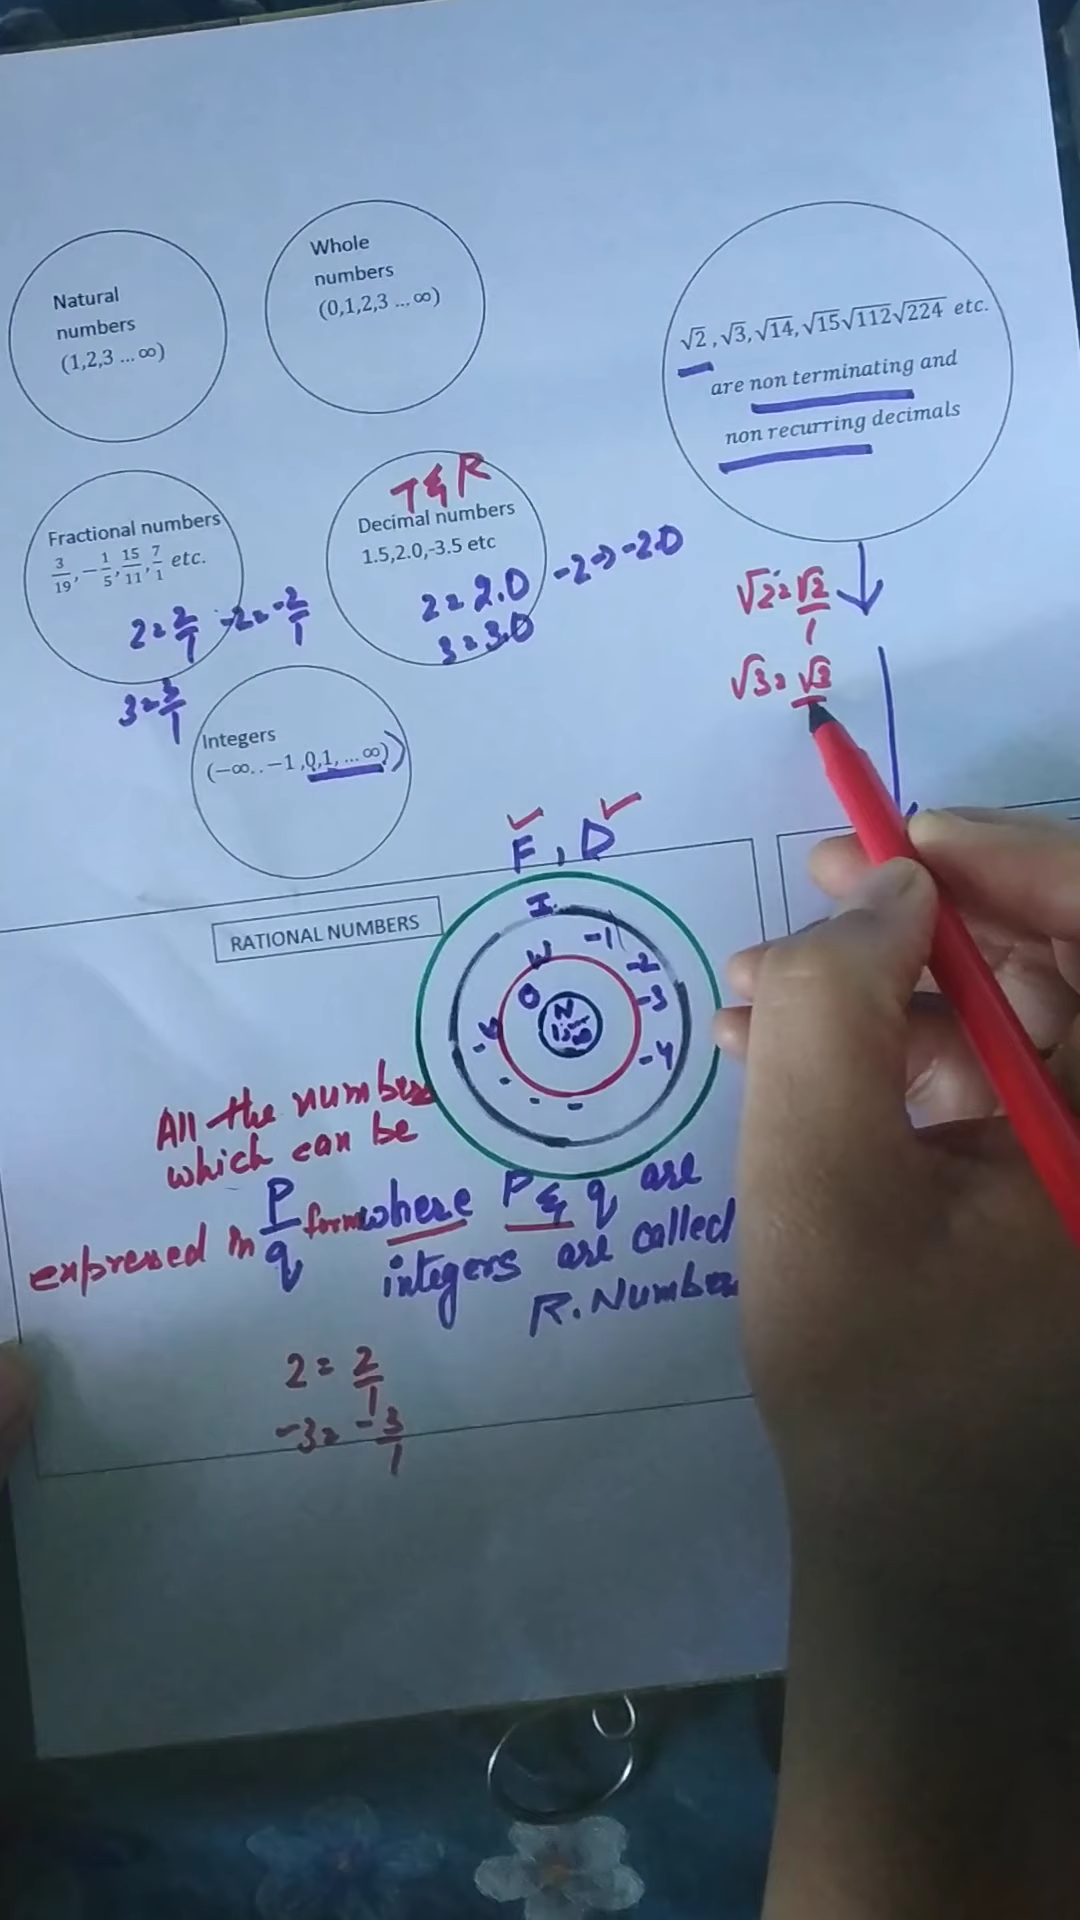 Natural
numbers
(1,2,3 ... ∞)
Whole
numbers
(0,1,2,3 ... ∞)
√2 , √3, √14, √15√112√224 etc.
are non terminating and
non recurring decimals
Fractional numbers
3/19, -1/5, 15/11, 7/1 etc.
2 = 2/1 -2 = -2/1
3 = 3/1
T & R
Decimal numbers
1.5,2.0,-3.5 etc
2 = 2.0 -2 → -2.0
3 = 3.0
√2 = √2/1
√3 = √3
Integers
(-∞. . -1 ,0,1, ... ∞)
F , D
RATIONAL NUMBERS
I
W -1
-2
0 N -3
-4
All the numbers
which can be
expressed in P/q form where P & q are
integers are called
R. Number
2 = 2/1
-3 = -3/1